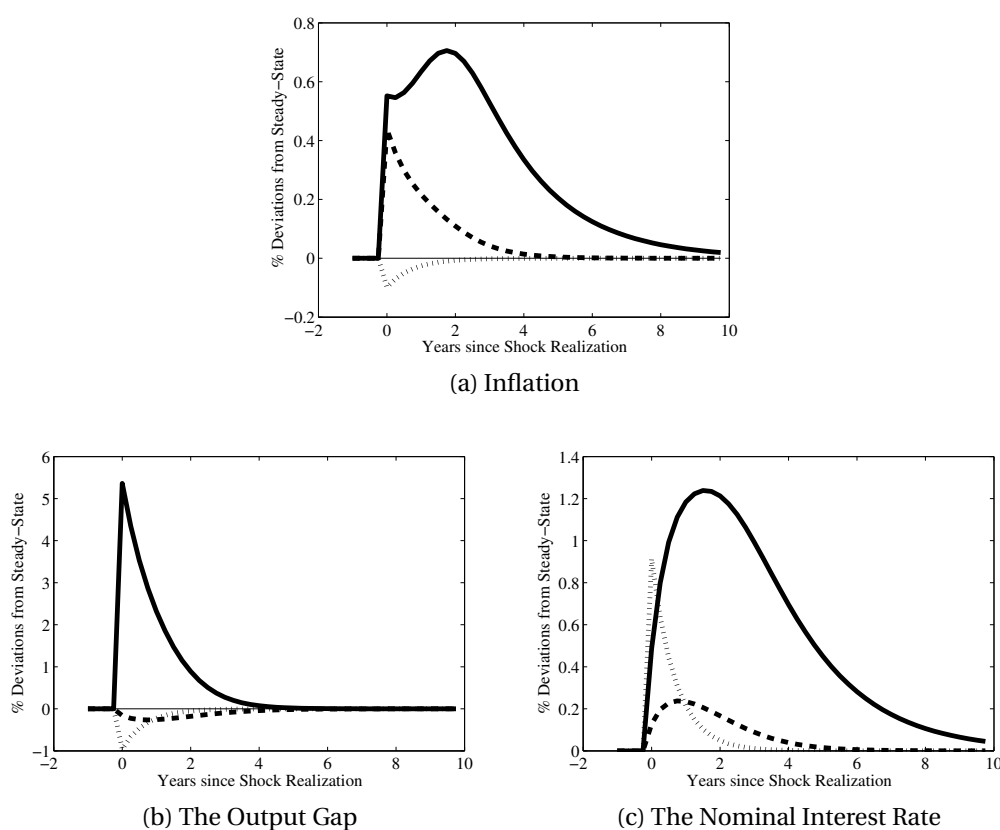 0.8
0.6
0.4
0.2
0
−0.2
% Deviations from Steady−State
−2 0 2 4 6 8 10
Years since Shock Realization
(a) Inflation
6
5
4
3
2
1
0
−1
% Deviations from Steady−State
−2 0 2 4 6 8 10
Years since Shock Realization
(b) The Output Gap
1.4
1.2
1
0.8
0.6
0.4
0.2
0
% Deviations from Steady−State
−2 0 2 4 6 8 10
Years since Shock Realization
(c) The Nominal Interest Rate